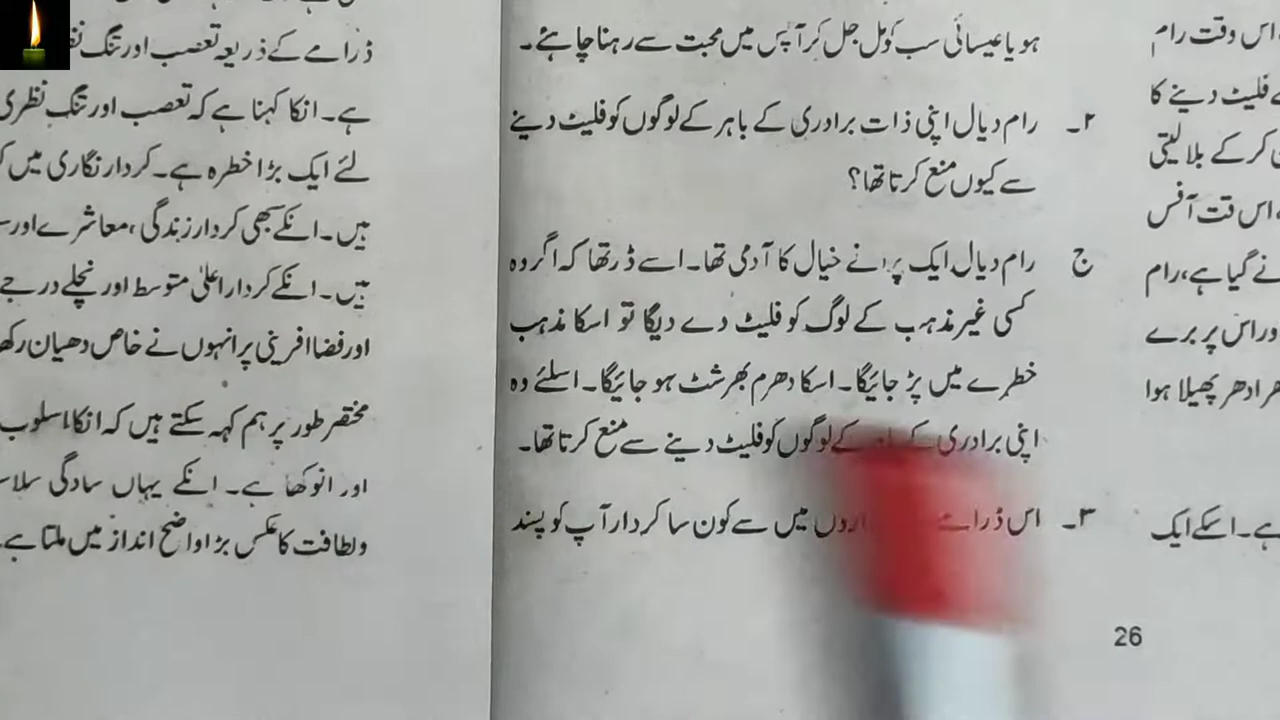 ہو یا عیسائی سب کو مل جل کر آپس میں محبت سے رہنا چاہئے۔
۲۔ رام دیال اپنی ذات برادری کے باہر کے لوگوں کو فلیٹ دینے
سے کیوں منع کرتا تھا؟
ج رام دیال ایک پرانے خیال کا آدمی تھا۔ اسے ڈر تھا کہ اگر وہ
کسی غیر مذہب کے لوگ کو فلیٹ دے دیگا تو اسکا مذہب
خطرے میں پڑ جائیگا۔ اسکا دھرم بھرشٹ ہو جائیگا۔ اسلئے وہ
اپنی برادری کے کے لوگوں کو فلیٹ دینے سے منع کرتا تھا۔
۳۔ اس ڈرامے میں سے کون سا کردار آپ کو پسند
26
اس وقت رام
فلیٹ دینے کا
کر کے بلا لیتی
اس قت آفس
نے گیا ہے، رام
اور اس پر برے
ادھر پھیلا ہوا
ہے۔ اسکے ایک
ڈرامے کے ذریعہ تعصب اور تنگ
ہے۔ انکا کہنا ہے کہ تعصب اور تنگ نظری
لئے ایک بڑا خطرہ ہے۔ کردار نگاری میں
ہیں۔ انکے سبھی کردار زندگی، معاشرے اور
ہیں۔ انکے کردار اعلیٰ متوسط اور نچلے درجے
اور فضا افرینی پر انہوں نے خاص دھیان
مختصر طور پر ہم کہہ سکتے ہیں کہ انکا اسلوب
اور انوکھا ہے۔ انکے یہاں سادگی
ولطافت کا عکس بڑا واضح انداز میں ملتا ہے